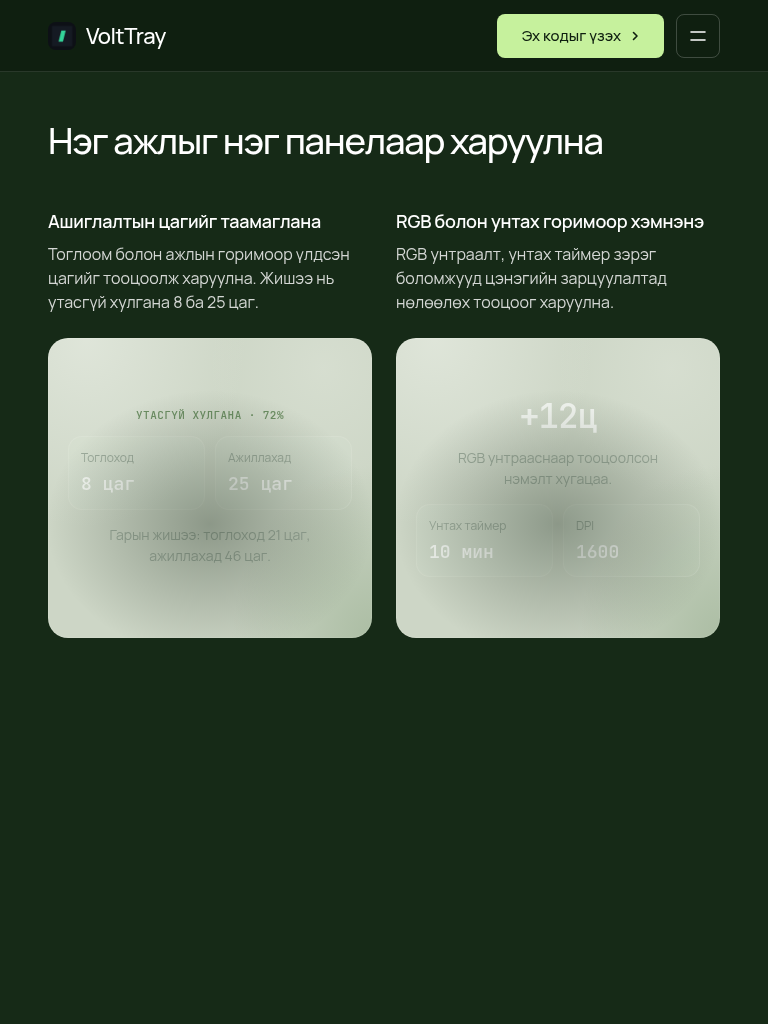 VoltTray
Эх кодыг үзэх
Нэг ажлыг нэг панелаар харуулна
Ашиглалтын цагийг таамаглана
Тоглоом болон ажлын горимоор үлдсэн
цагийг тооцоолж харуулна. Жишээ нь
утасгүй хулгана 8 ба 25 цаг.
УТАСГҮЙ ХУЛГАНА · 72%
Тоглоход
8 цаг
Ажиллахад
25 цаг
Гарын жишээ: тоглоход 21 цаг,
ажиллахад 46 цаг.
RGB болон унтах горимоор хэмнэнэ
RGB унтраалт, унтах таймер зэрэг
боломжууд цэнэгийн зарцуулалтад
нөлөөлөх тооцоог харуулна.
+12ц
RGB унтрааснаар тооцоолсон
нэмэлт хугацаа.
Унтах таймер
10 мин
DPI
1600